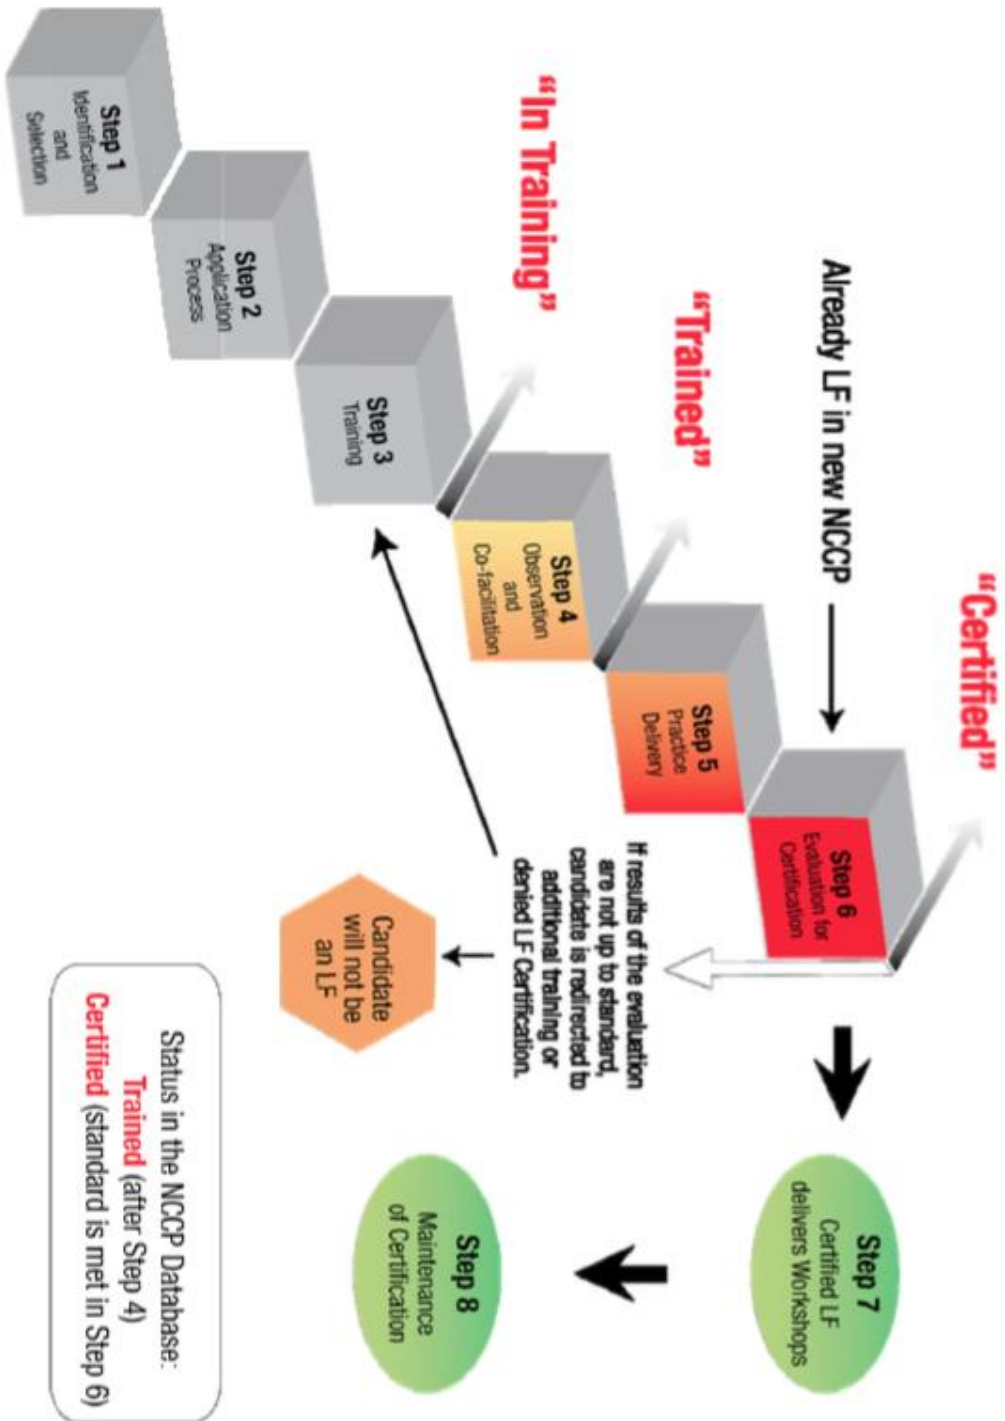 “Certified”
Already LF in new NCCP
“Trained”
“In Training”
Step 1
Identification
and
Selection
Step 2
Application
Process
Step 3
Training
Step 4
Observation
and
Co-facilitation
Step 5
Practice
Delivery
Step 6
Evaluation for
Certification
If results of the evaluation
are not up to standard,
candidate is redirected to
additional training or
denied LF Certification.
Candidate
will not be
an LF
Step 7
Certified LF
delivers Workshops
Step 8
Maintenance
of Certification
Status in the NCCP Database:
Trained (after Step 4)
Certified (standard is met in Step 6)